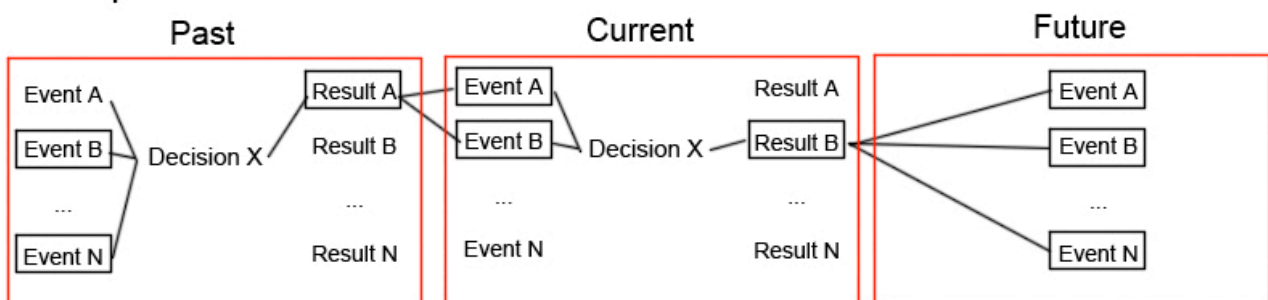 Past
Event A
Event B
...
Event N
Decision X
Result A
Result B
...
Result N
Current
Event A
Event B
...
Event N
Decision X
Result A
Result B
...
Result N
Future
Event A
Event B
...
Event N